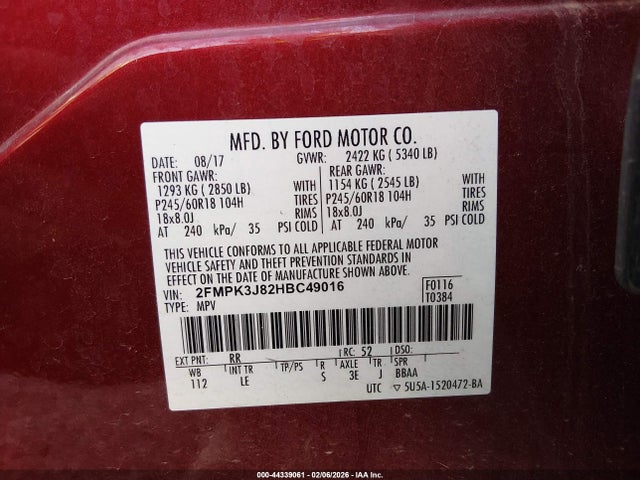 MFD. BY FORD MOTOR CO.
DATE: 08/17 GVWR: 2422 KG ( 5340 LB)
FRONT GAWR: REAR GAWR:
1293 KG ( 2850 LB) WITH 1154 KG ( 2545 LB) WITH
P245/60R18 104H TIRES P245/60R18 104H TIRES
18x8.0J RIMS 18x8.0J RIMS
AT 240 kPa/ 35 PSI COLD AT 240 kPa/ 35 PSI COLD
THIS VEHICLE CONFORMS TO ALL APPLICABLE FEDERAL MOTOR
VEHICLE SAFETY AND THEFT PREVENTION STANDARDS IN
EFFECT ON THE DATE OF MANUFACTURE SHOWN ABOVE.
VIN: 2FMPK3J82HBC49016 F0116
TYPE: MPV T0384
EXT PNT: RR RC: 52 DSO:
WB INT TR TP/PS R AXLE TR SPR
112 LE S 3E J BBAA
UTC ▽ 5U5A-1520472-BA
000-44339061 - 02/06/2026 - IAA Inc.